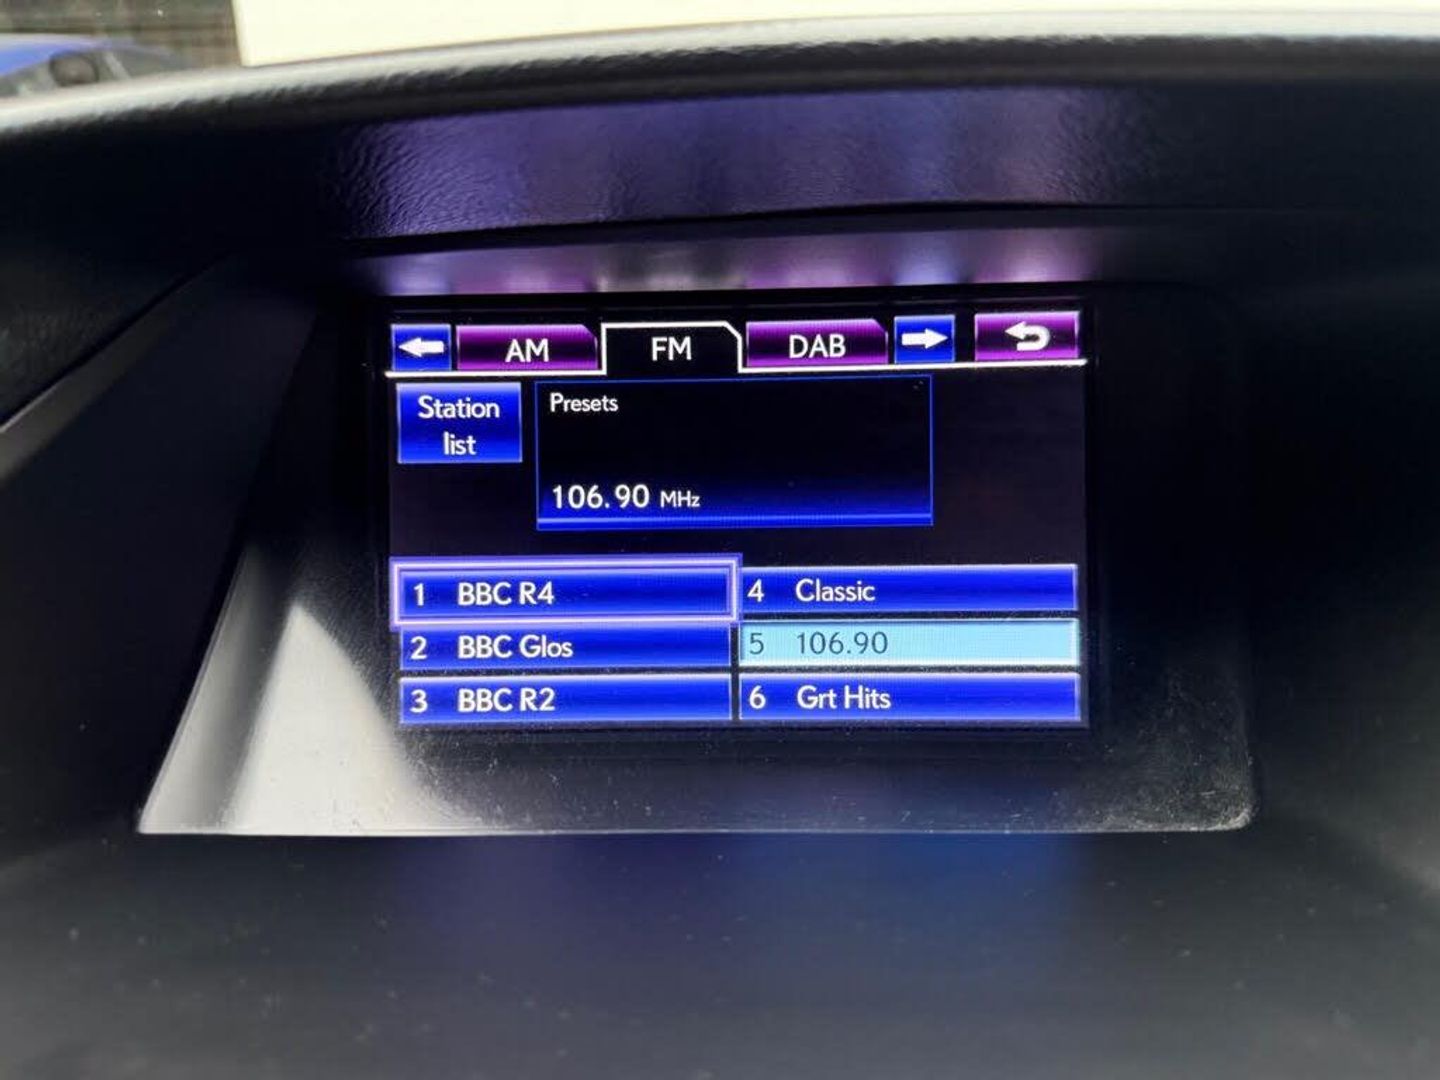 AM FM DAB
Station
list
Presets
106.90 MHz
1 BBC R4
2 BBC Glos
3 BBC R2
4 Classic
5 106.90
6 Grt Hits